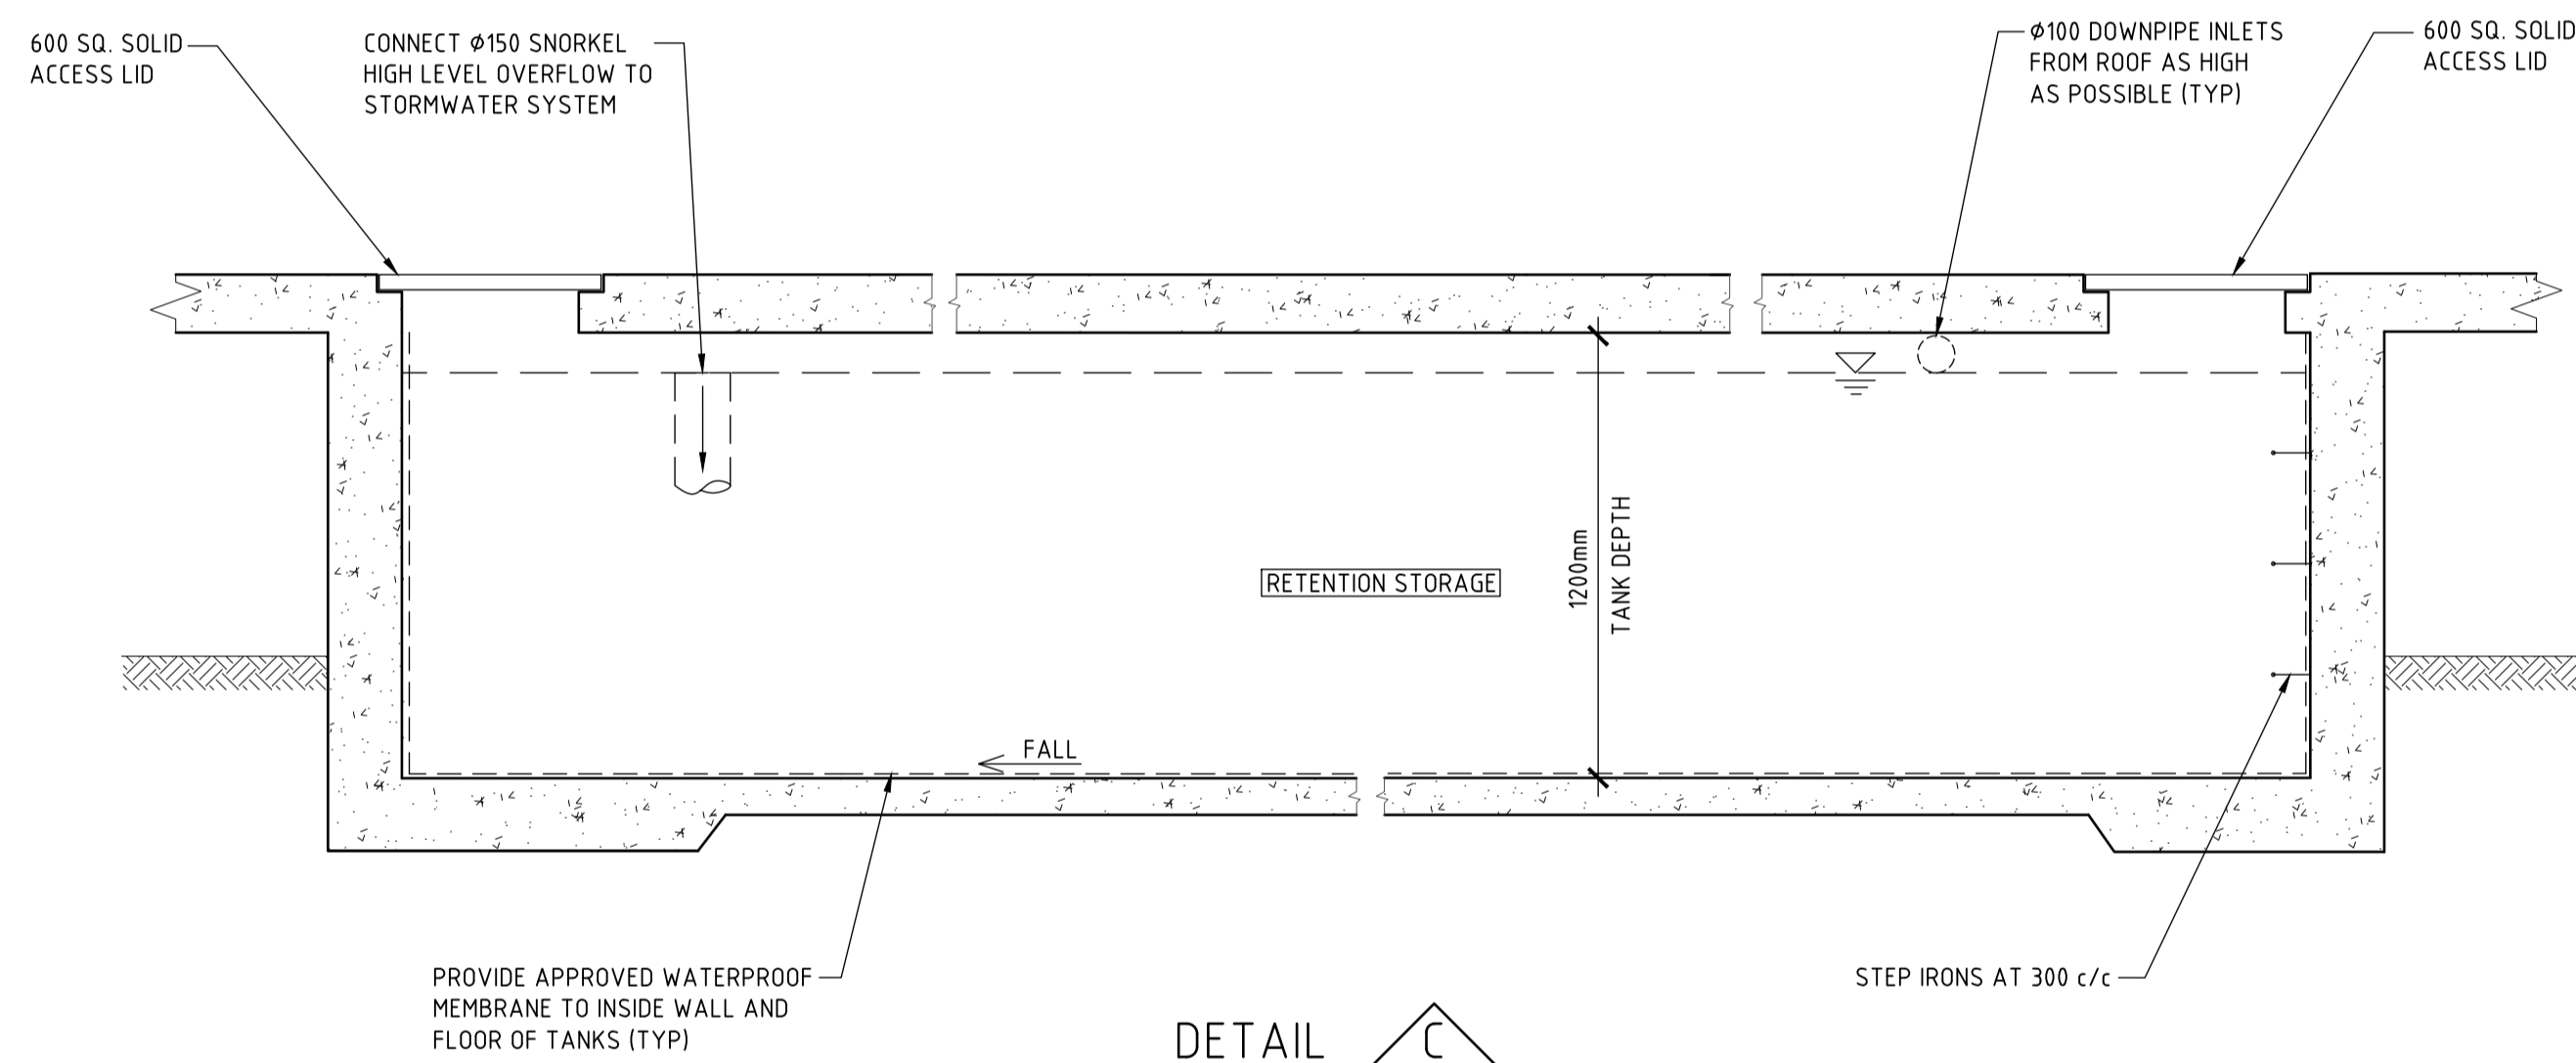 600 SQ. SOLID
ACCESS LID
CONNECT Ø150 SNORKEL
HIGH LEVEL OVERFLOW TO
STORMWATER SYSTEM
Ø100 DOWNPIPE INLETS
FROM ROOF AS HIGH
AS POSSIBLE (TYP)
600 SQ. SOLID
ACCESS LID
RETENTION STORAGE
1200mm
TANK DEPTH
FALL
PROVIDE APPROVED WATERPROOF
MEMBRANE TO INSIDE WALL AND
FLOOR OF TANKS (TYP)
STEP IRONS AT 300 c/c
DETAIL C